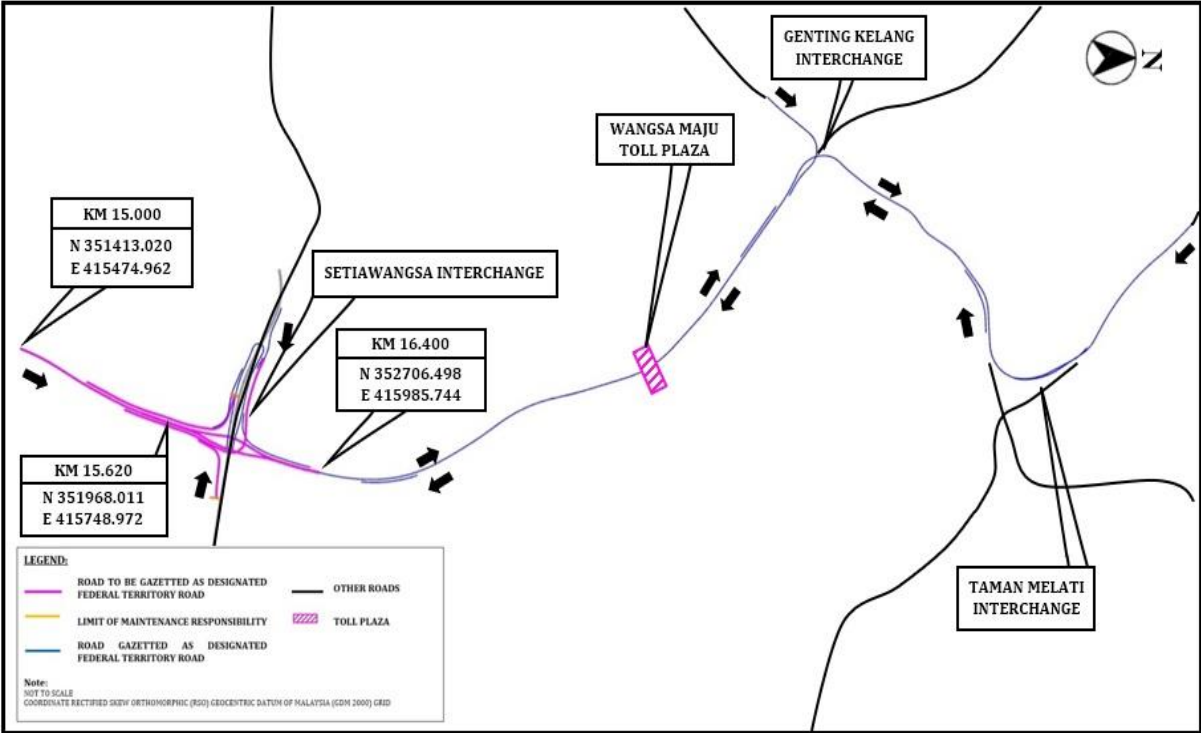 GENTING KELANG
INTERCHANGE
N
WANGSA MAJU
TOLL PLAZA
KM 15.000
N 351413.020
E 415474.962
SETIAWANGSA INTERCHANGE
KM 16.400
N 352706.498
E 415985.744
KM 15.620
N 351968.011
E 415748.972
TAMAN MELATI
INTERCHANGE
LEGEND:
ROAD TO BE GAZETTED AS DESIGNATED
FEDERAL TERRITORY ROAD
OTHER ROADS
LIMIT OF MAINTENANCE RESPONSIBILITY
TOLL PLAZA
ROAD GAZETTED AS DESIGNATED
FEDERAL TERRITORY ROAD
Note:
NOT TO SCALE
COORDINATE RECTIFIED SKEW ORTHOMORPHIC (RSO) GEOCENTRIC DATUM OF MALAYSIA (GDM 2000) GRID